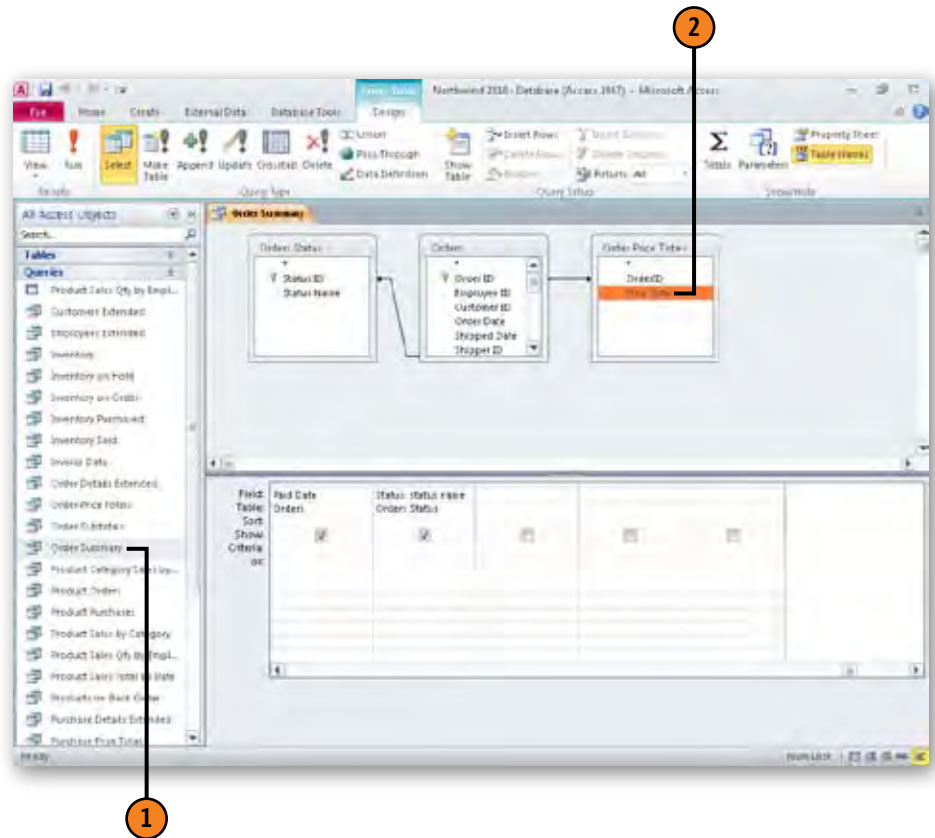 2
Northwind 2010 : Database (Access 2007) - Microsoft Access
File Home Create External Data Database Tools Design
View Run Select Make Table Append Update Crosstab Delete
Union
Pass-Through
Data Definition
Show Table
Insert Rows
Delete Rows
Builder
Insert Columns
Delete Columns
Return: All
Totals Parameters
Property Sheet
Table Names
Results Query Type Query Setup Show/Hide
All Access Objects
Search...
Tables
Queries
Product Sales Qty by Empl...
Customers Extended
Employees Extended
Inventory
Inventory on Hold
Inventory on Order
Inventory Purchased
Inventory Sold
Invoice Data
Order Details Extended
Order Price Totals
Order Subtotals
Order Summary
Product Category Sales by...
Product Orders
Product Purchases
Product Sales by Category
Product Sales Qty by Empl...
Product Sales Total by Date
Products on Back Order
Purchase Details Extended
Purchase Price Totals
Order Summary
Orders Status
*
Status ID
Status Name
Orders
*
Order ID
Employee ID
Customer ID
Order Date
Shipped Date
Shipper ID
Order Price Totals
*
OrderID
Field: Paid Date Status: status name
Table: Orders Orders Status
Sort:
Show:
Criteria:
or:
Ready
Num Lock
1